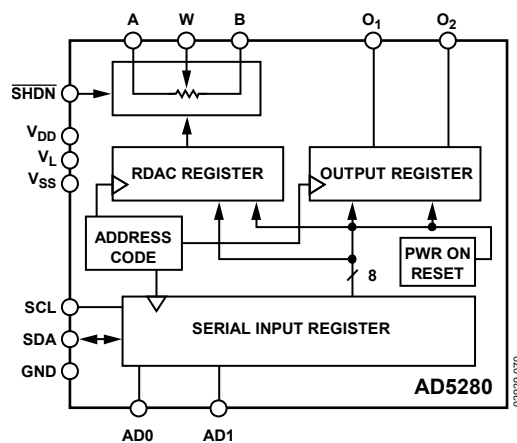 A W B O1 O2
SHDN
VDD
VL
VSS
RDAC REGISTER
OUTPUT REGISTER
ADDRESS
CODE
PWR ON
RESET
8
SCL
SDA
GND
SERIAL INPUT REGISTER
AD5280
AD0 AD1